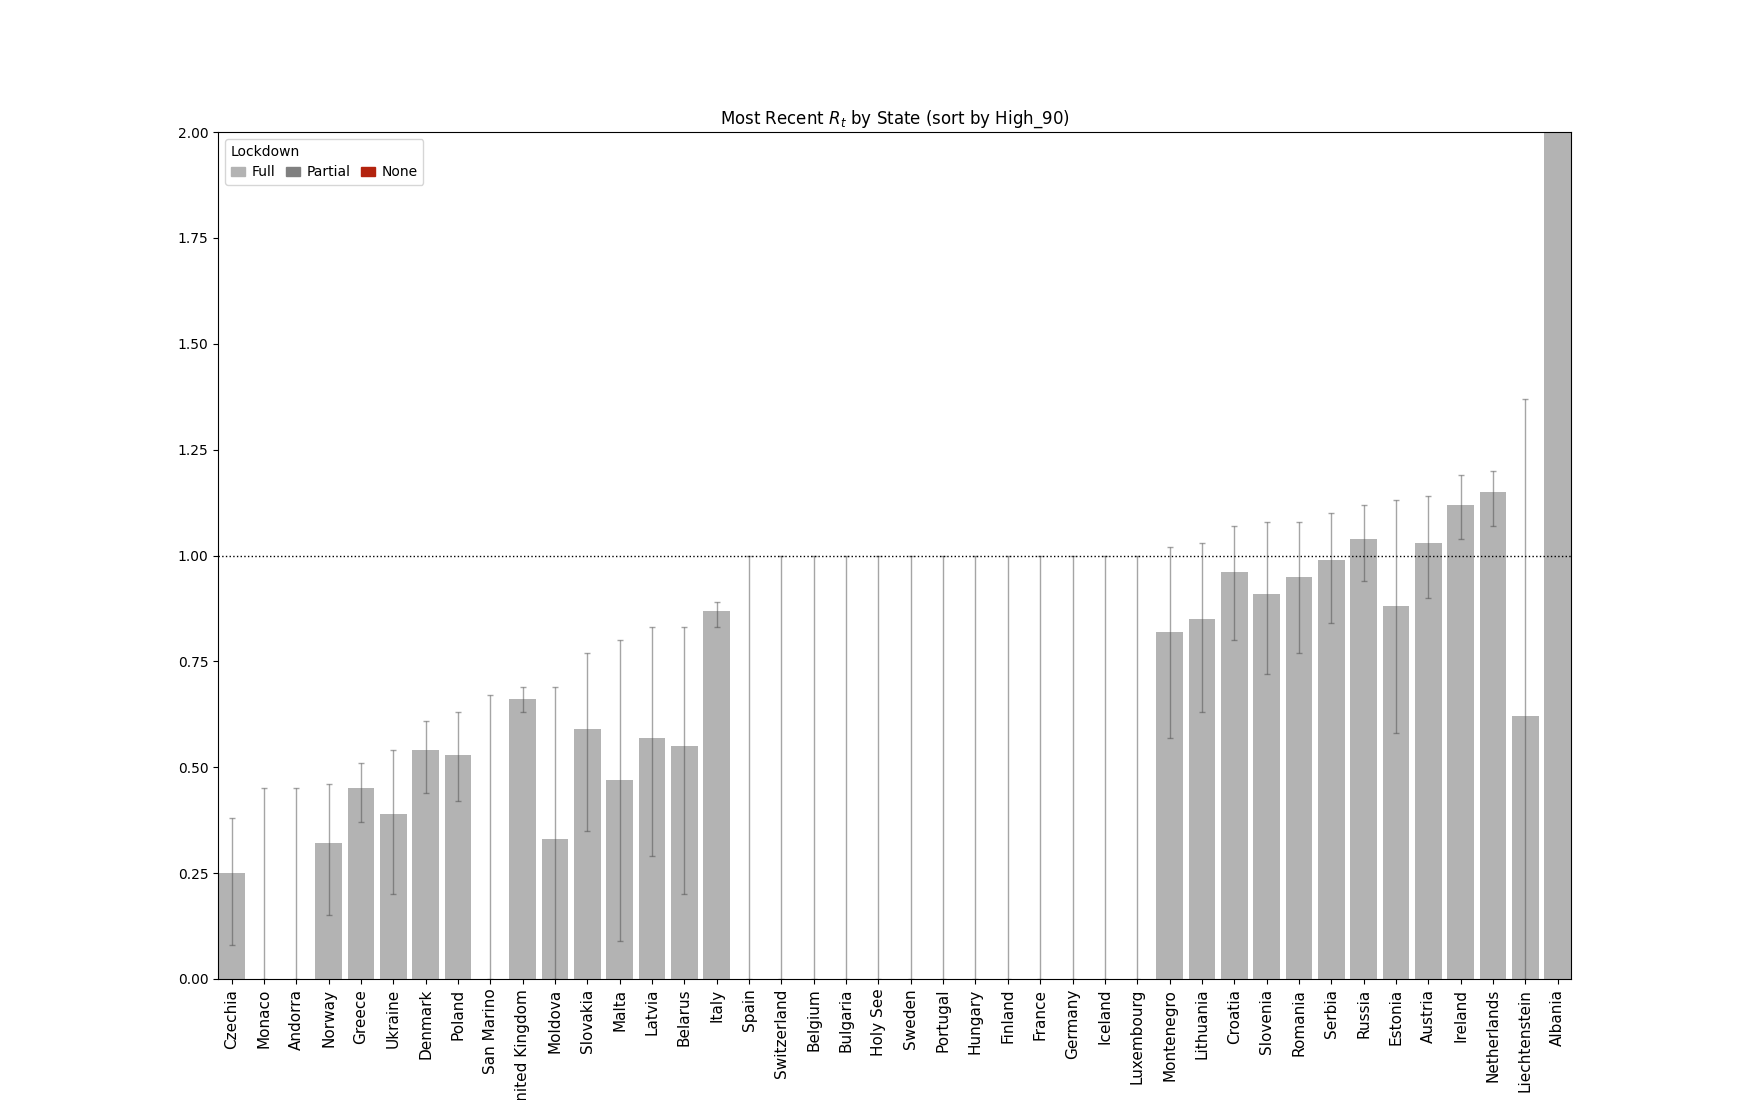 Most Recent R_t by State (sort by High_90)
Lockdown
Full Partial None
2.00
1.75
1.50
1.25
1.00
0.75
0.50
0.25
0.00
Czechia
Monaco
Andorra
Norway
Greece
Ukraine
Denmark
Poland
San Marino
nited Kingdom
Moldova
Slovakia
Malta
Latvia
Belarus
Italy
Spain
Switzerland
Belgium
Bulgaria
Holy See
Sweden
Portugal
Hungary
Finland
France
Germany
Iceland
Luxembourg
Montenegro
Lithuania
Croatia
Slovenia
Romania
Serbia
Russia
Estonia
Austria
Ireland
Netherlands
Liechtenstein
Albania